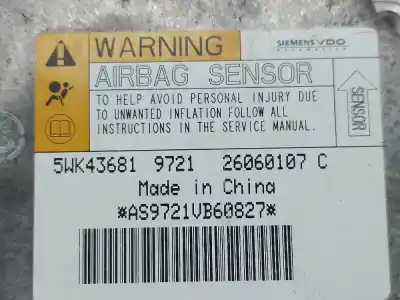 WARNING
SIEMENS VDO
AUTOMOTIVE
AIRBAG SENSOR
TO HELP AVOID PERSONAL INJURY DUE
TO UNWANTED INFLATION FOLLOW ALL
INSTRUCTIONS IN THE SERVICE MANUAL.
SENSOR
5WK43681 9721 26060107 C
Made in China
*AS9721VB60827*